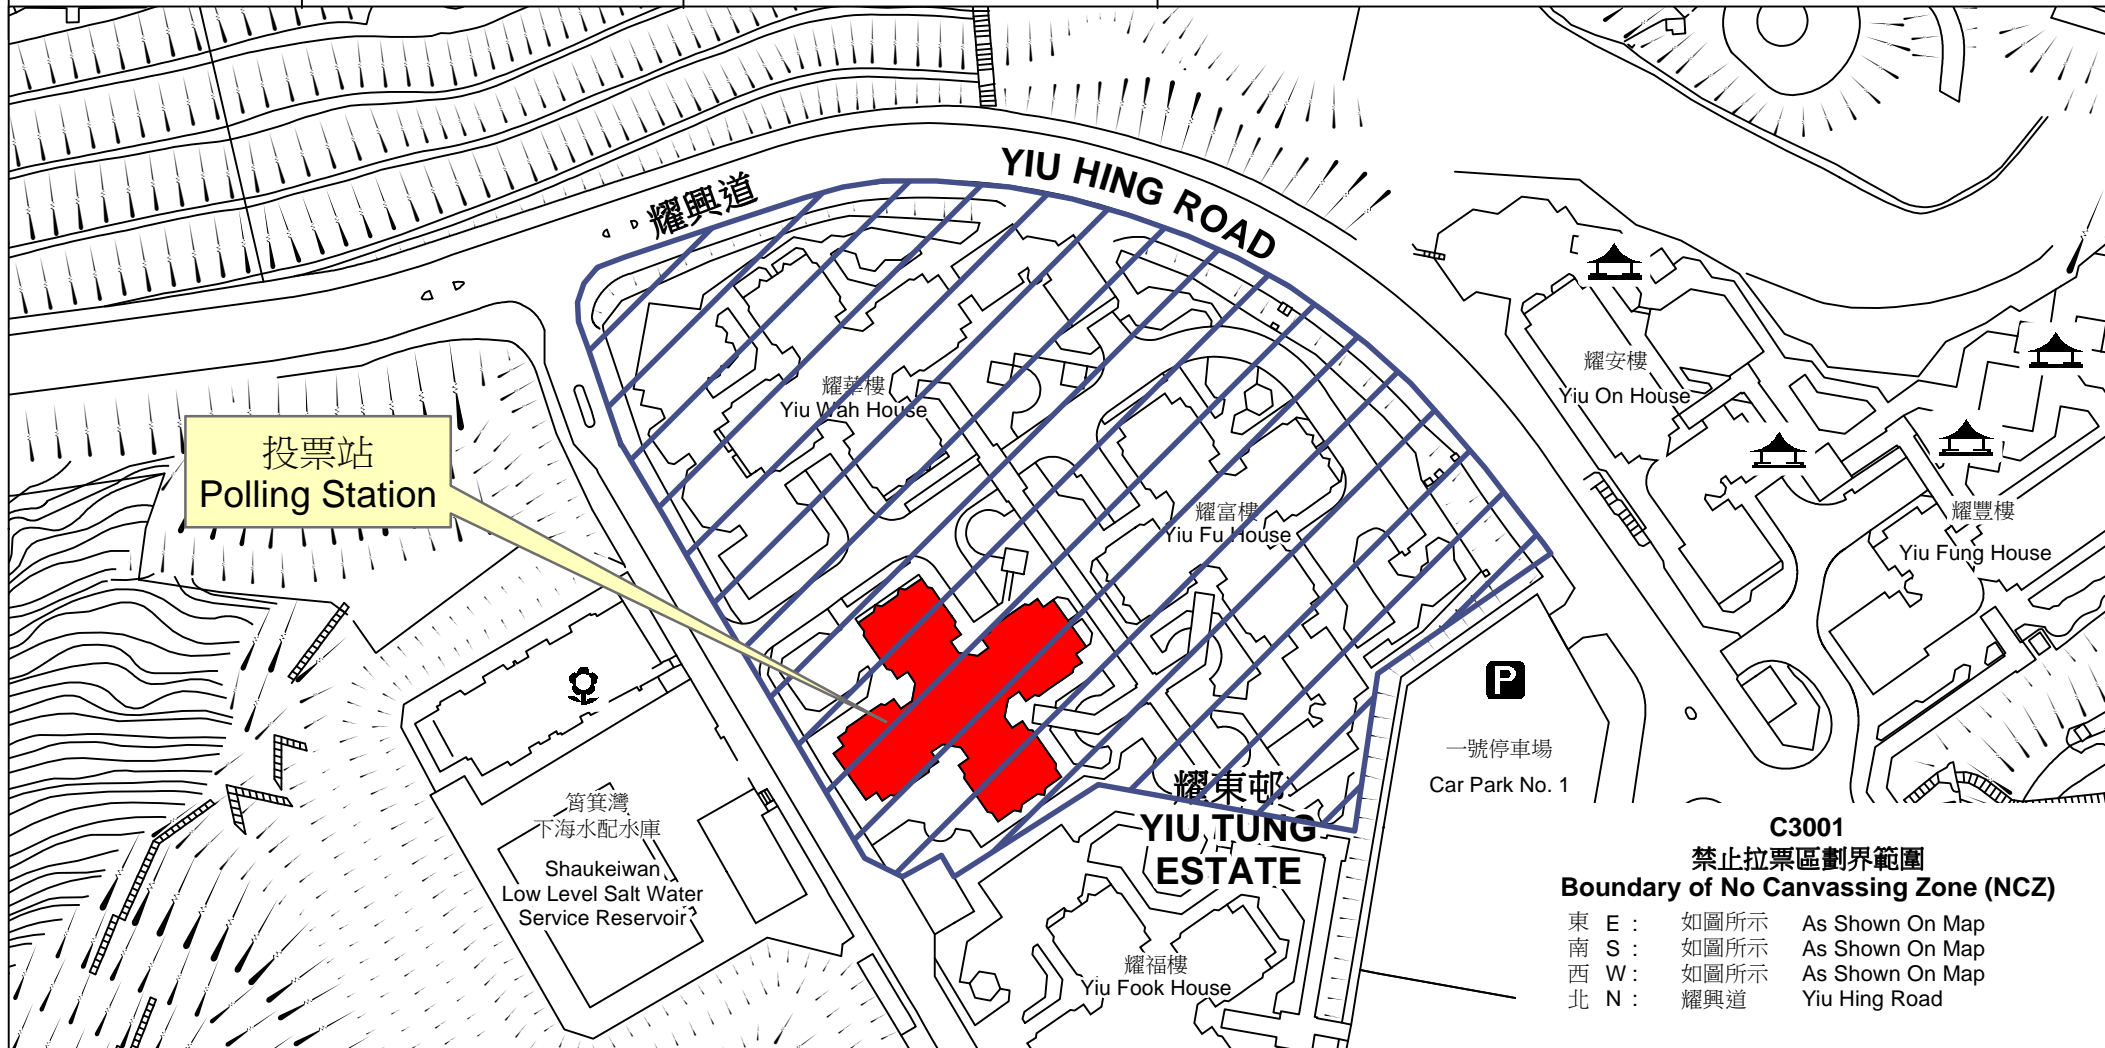 耀興道
YIU HING ROAD
耀華樓
Yiu Wah House
耀安樓
Yiu On House
投票站
Polling Station
耀富樓
Yiu Fu House
耀豐樓
Yiu Fung House
P
一號停車場
Car Park No. 1
筲箕灣
下海水配水庫
Shaukeiwan
Low Level Salt Water
Service Reservoir
耀東邨
YIU TUNG
ESTATE
耀福樓
Yiu Fook House
C3001
禁止拉票區劃界範圍
Boundary of No Canvassing Zone (NCZ)
東 E : 如圖所示 As Shown On Map
南 S : 如圖所示 As Shown On Map
西 W : 如圖所示 As Shown On Map
北 N : 耀興道 Yiu Hing Road